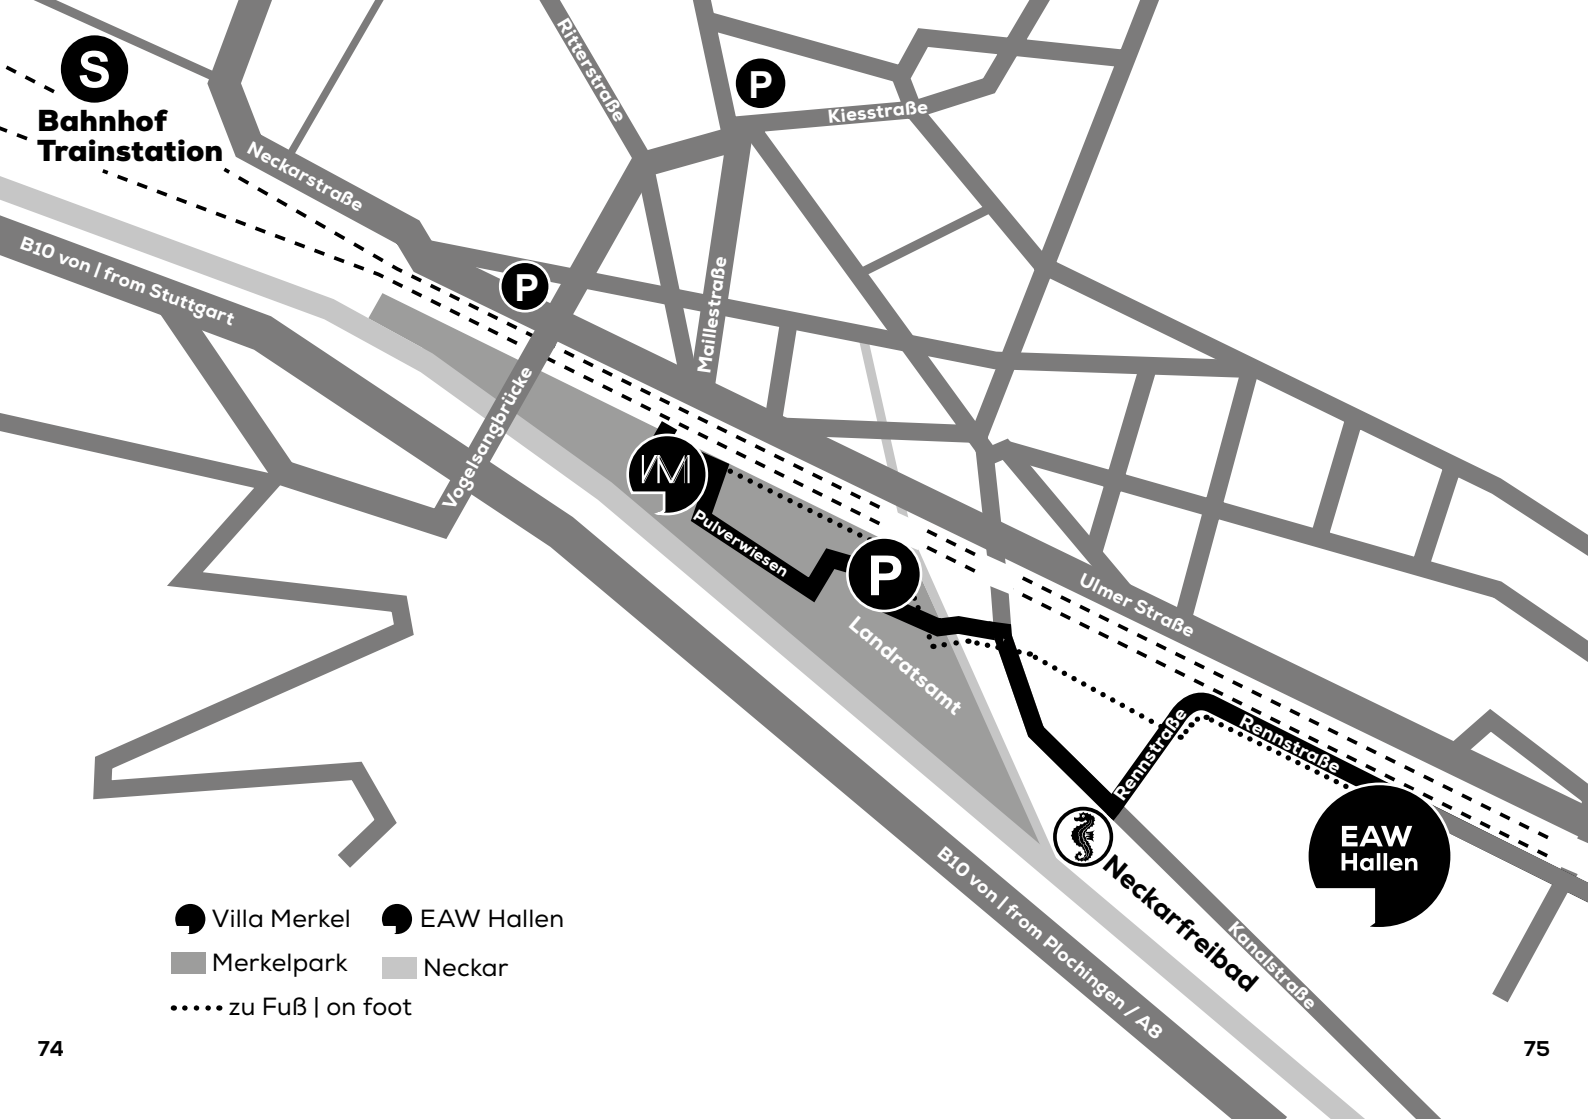 S
Bahnhof
Trainstation
Neckarstraße
Ritterstraße
P
Kiesstraße
B10 von | from Stuttgart
P
Maillestraße
Vogelsangbrücke
VM
Pulverwiesen
P
Landratsamt
Ulmer Straße
Rennstraße
Rennstraße
EAW
Hallen
Neckarfreibad
Kanalstraße
B10 von | from Plochingen / A8
Villa Merkel
EAW Hallen
Merkelpark
Neckar
zu Fuß | on foot
74
75